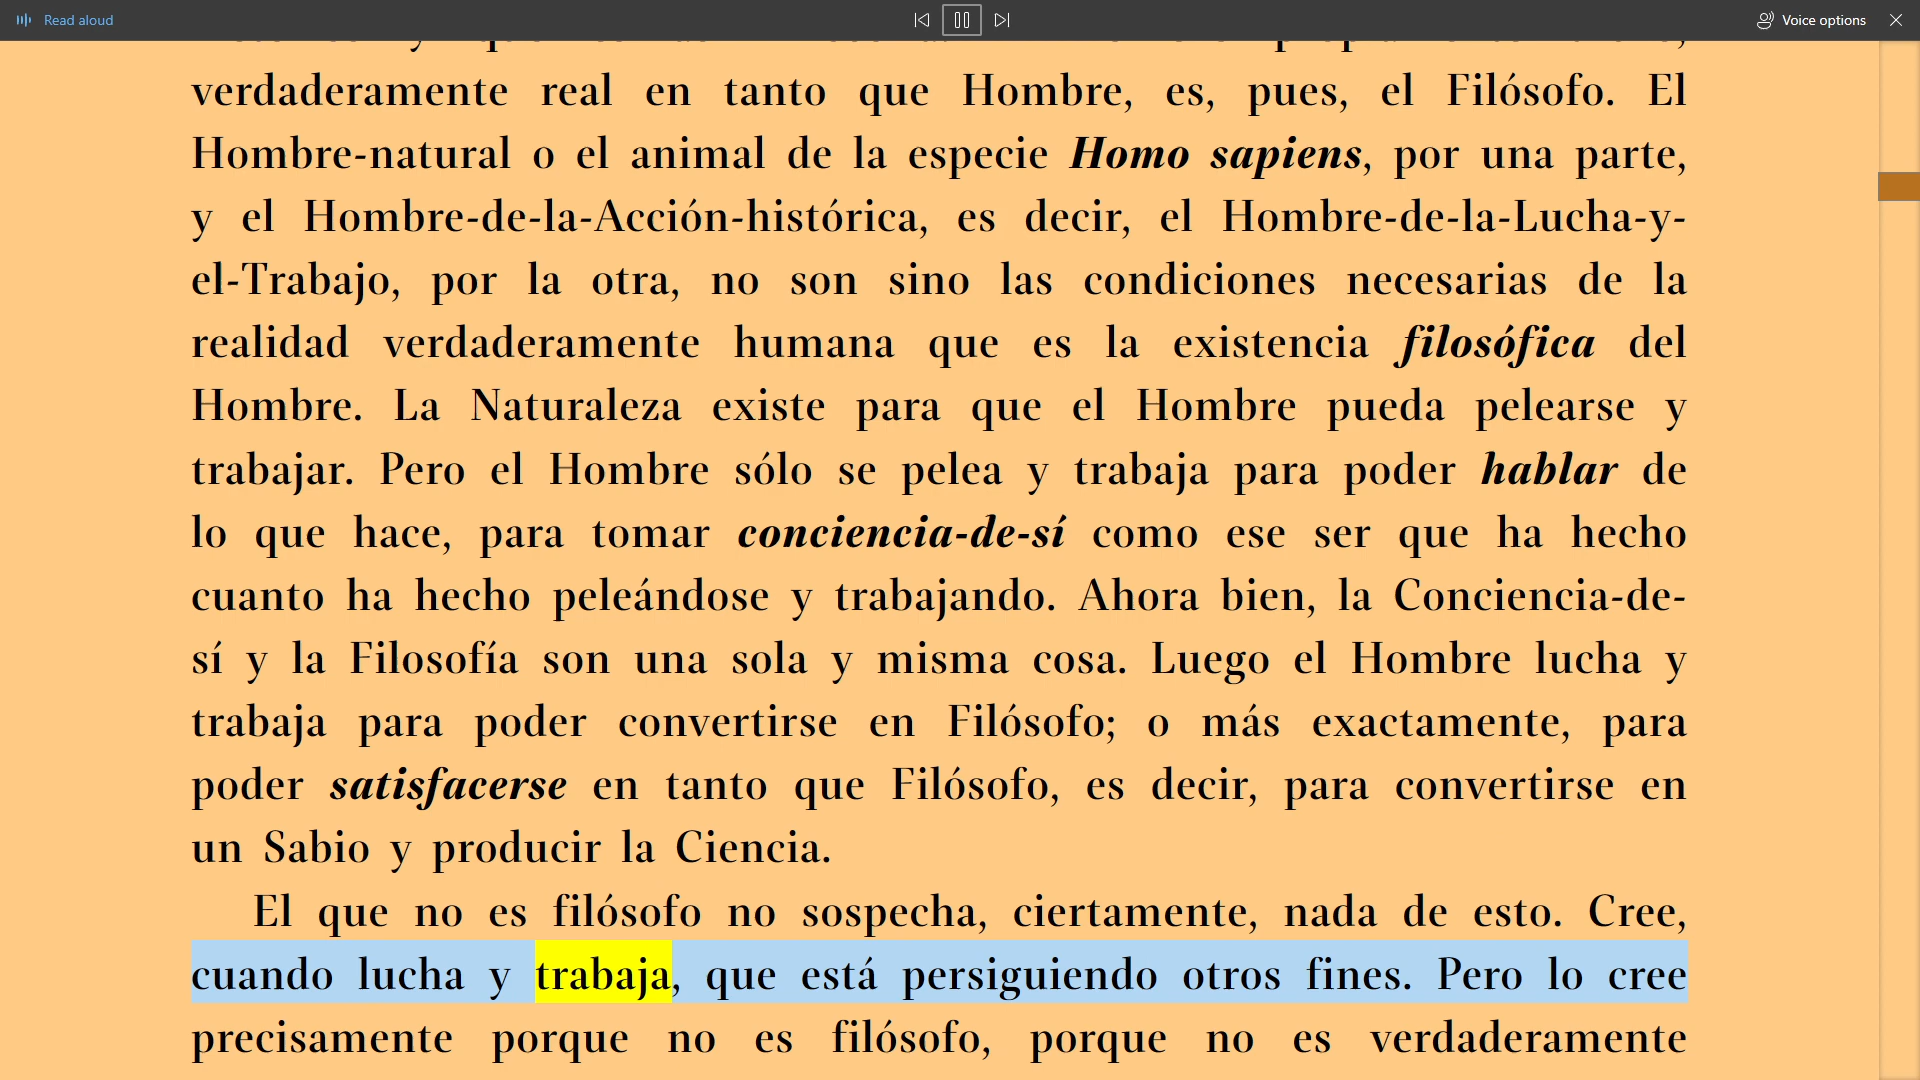 Read aloud
Voice options
verdaderamente real en tanto que Hombre, es, pues, el Filósofo. El
Hombre-natural o el animal de la especie Homo sapiens, por una parte,
y el Hombre-de-la-Acción-histórica, es decir, el Hombre-de-la-Lucha-y-
el-Trabajo, por la otra, no son sino las condiciones necesarias de la
realidad verdaderamente humana que es la existencia filosófica del
Hombre. La Naturaleza existe para que el Hombre pueda pelearse y
trabajar. Pero el Hombre sólo se pelea y trabaja para poder hablar de
lo que hace, para tomar conciencia-de-sí como ese ser que ha hecho
cuanto ha hecho peleándose y trabajando. Ahora bien, la Conciencia-de-
sí y la Filosofía son una sola y misma cosa. Luego el Hombre lucha y
trabaja para poder convertirse en Filósofo; o más exactamente, para
poder satisfacerse en tanto que Filósofo, es decir, para convertirse en
un Sabio y producir la Ciencia.
El que no es filósofo no sospecha, ciertamente, nada de esto. Cree,
cuando lucha y trabaja, que está persiguiendo otros fines. Pero lo cree
precisamente porque no es filósofo, porque no es verdaderamente